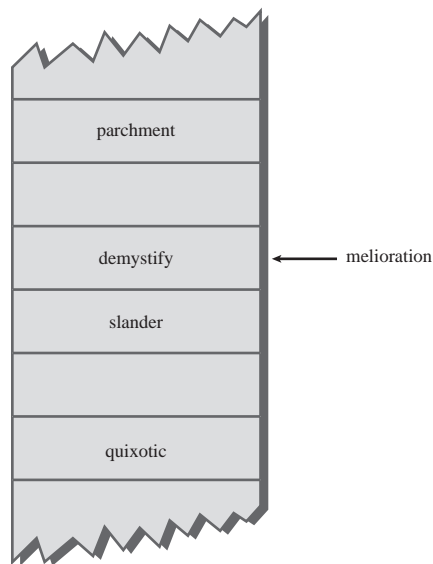 parchment
demystify
melioration
slander
quixotic